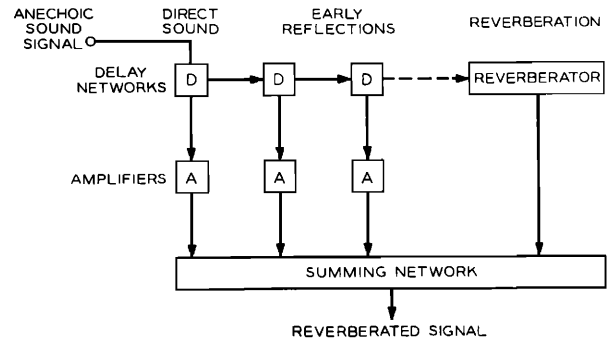 ANECHOIC
SOUND
SIGNAL
DIRECT
SOUND
EARLY
REFLECTIONS
REVERBERATION
DELAY
NETWORKS
D
D
D
REVERBERATOR
AMPLIFIERS
A
A
A
SUMMING NETWORK
REVERBERATED SIGNAL